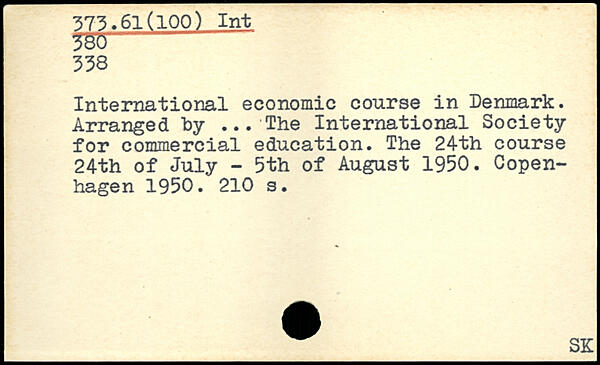 373.61(100) Int
380
338
International economic course in Denmark.
Arranged by ... The International Society
for commercial education. The 24th course
24th of July - 5th of August 1950. Copen-
hagen 1950. 210 s.
SK